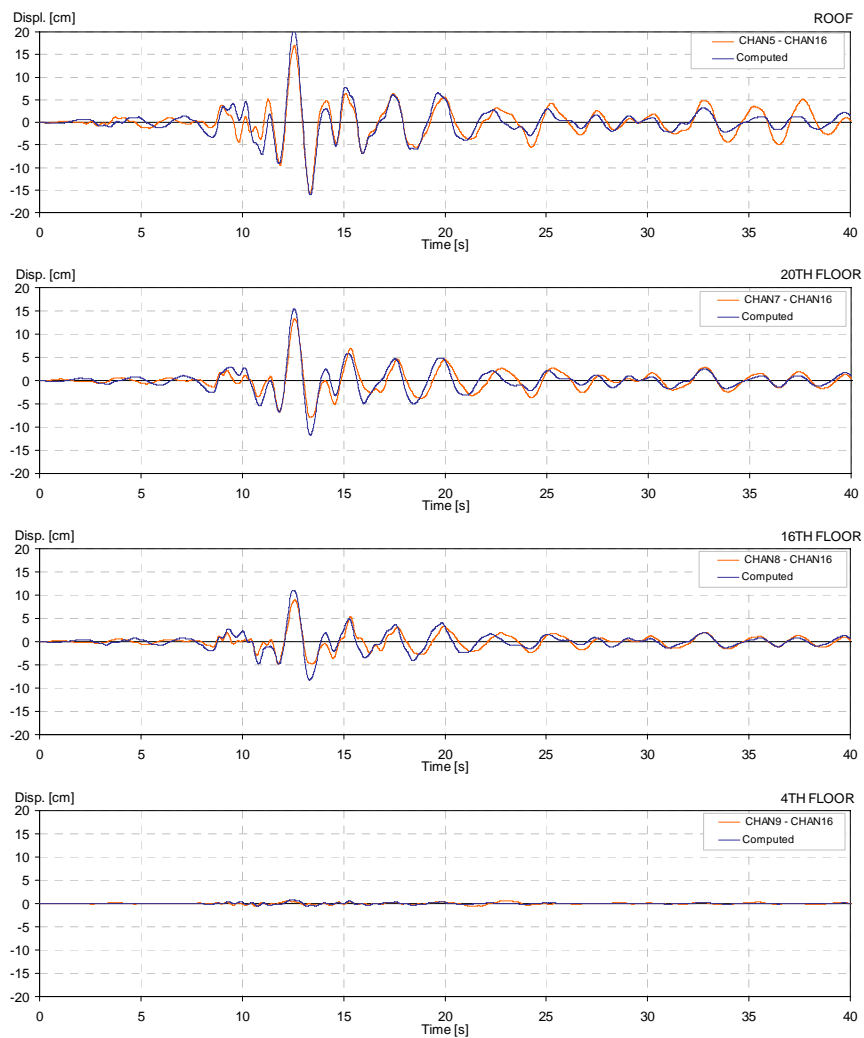 Displ. [cm] ROOF
20
CHAN5 - CHAN16
15
Computed
10
5
0
-5
-10
-15
-20
0 5 10 15 20 25 30 35 40
Time [s]
Disp. [cm] 20TH FLOOR
20
CHAN7 - CHAN16
15
Computed
10
5
0
-5
-10
-15
-20
0 5 10 15 20 25 30 35 40
Time [s]
Disp. [cm] 16TH FLOOR
20
CHAN8 - CHAN16
15
Computed
10
5
0
-5
-10
-15
-20
0 5 10 15 20 25 30 35 40
Time [s]
Disp. [cm] 4TH FLOOR
20
CHAN9 - CHAN16
15
Computed
10
5
0
-5
-10
-15
-20
0 5 10 15 20 25 30 35 40
Time [s]